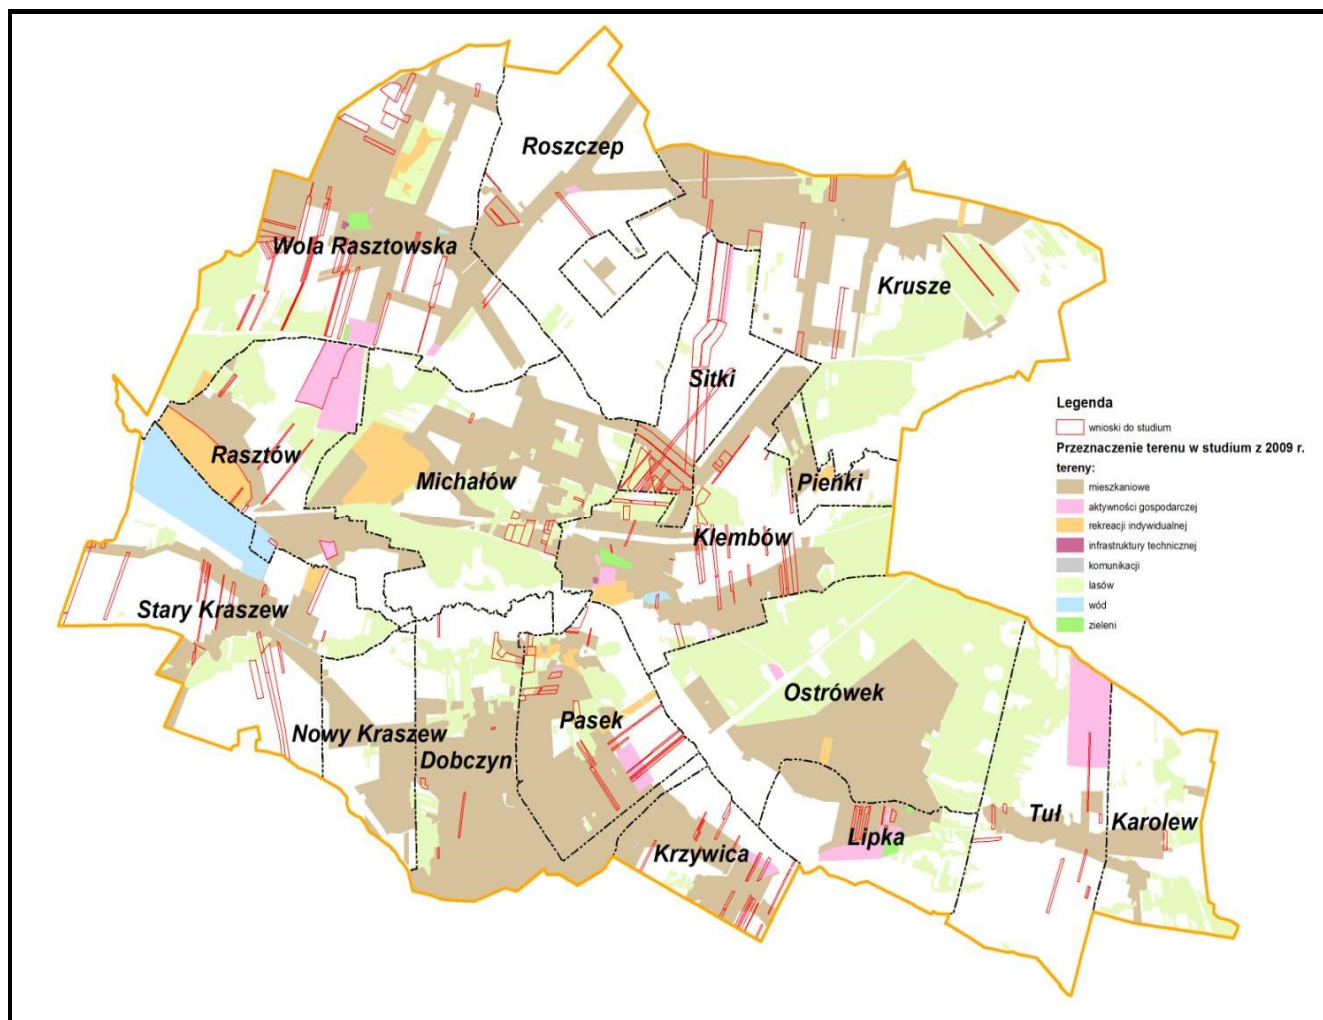 Roszczep
Wola Rasztowska
Krusze
Sitki
Rasztów
Michałów
Pieńki
Klembów
Stary Kraszew
Ostrówek
Pasek
Nowy Kraszew
Dobczyn
Tuł
Karolew
Lipka
Krzywica
Legenda
wnioski do studium
Przeznaczenie terenu w studium z 2009 r.
tereny:
mieszkaniowe
aktywności gospodarczej
rekreacji indywidualnej
infrastruktury technicznej
komunikacji
lasów
wód
zieleni